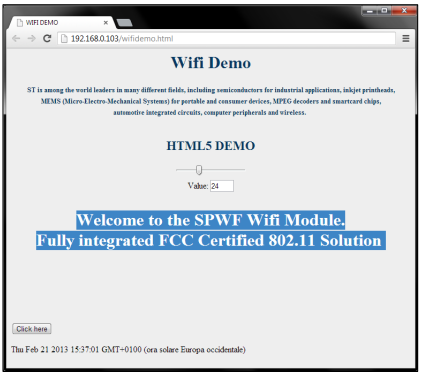 WIFI DEMO
192.168.0.103/wifidemo.html
Wifi Demo
ST is among the world leaders in many different fields, including semiconductors for industrial applications, inkjet printheads,
MEMS (Micro-Electro-Mechanical Systems) for portable and consumer devices, MPEG decoders and smartcard chips,
automotive integrated circuits, computer peripherals and wireless.
HTML5 DEMO
Value: 24
Welcome to the SPWF Wifi Module.
Fully integrated FCC Certified 802.11 Solution
Click here
Thu Feb 21 2013 15:37:01 GMT+0100 (ora solare Europa occidentale)